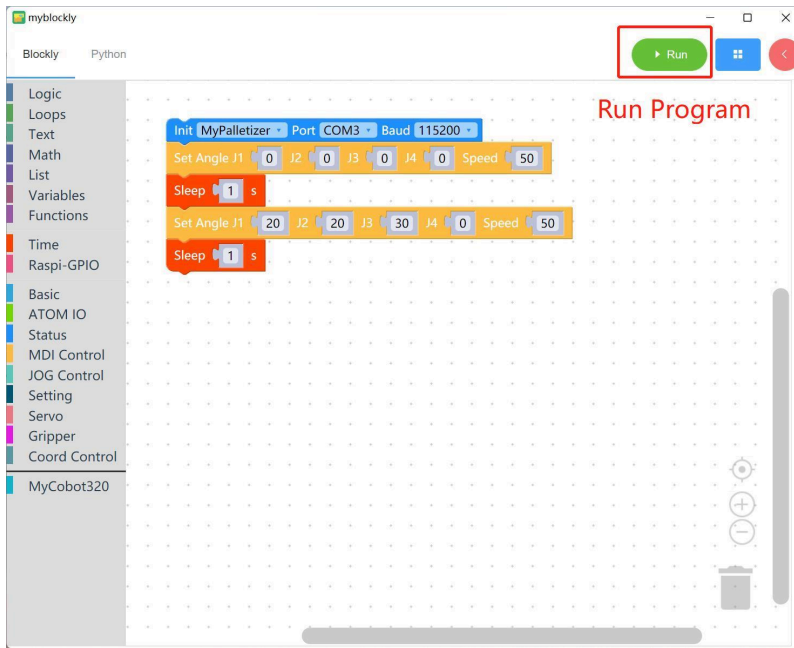 myblockly
Blockly Python
Run
Run Program
Logic
Loops
Text
Math
List
Variables
Functions
Time
Raspi-GPIO
Basic
ATOM IO
Status
MDI Control
JOG Control
Setting
Servo
Gripper
Coord Control
MyCobot320
Init MyPalletizer Port COM3 Baud 115200
Set Angle J1 0 J2 0 J3 0 J4 0 Speed 50
Sleep 1 s
Set Angle J1 20 J2 20 J3 30 J4 0 Speed 50
Sleep 1 s